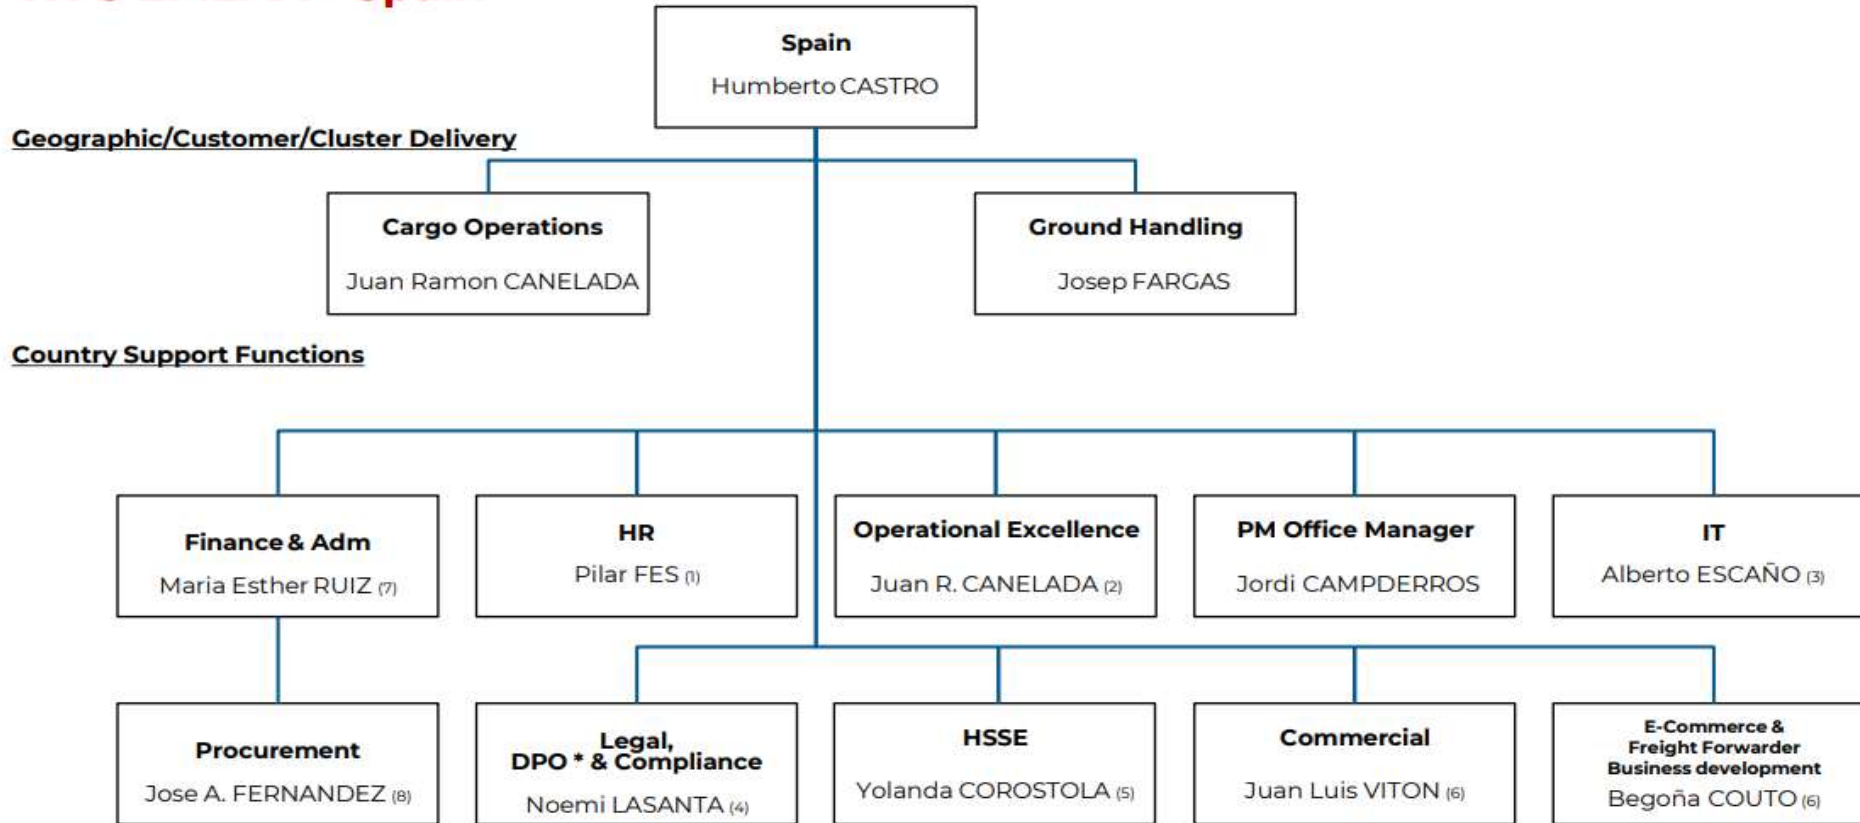 Spain
Humberto CASTRO
Geographic/Customer/Cluster Delivery
Cargo Operations
Juan Ramon CANELADA
Ground Handling
Josep FARGAS
Country Support Functions
Finance & Adm
Maria Esther RUIZ (7)
HR
Pilar FES (1)
Operational Excellence
Juan R. CANELADA (2)
PM Office Manager
Jordi CAMPDERROS
IT
Alberto ESCAÑO (3)
Procurement
Jose A. FERNANDEZ (8)
Legal,
DPO * & Compliance
Noemi LASANTA (4)
HSSE
Yolanda COROSTOLA (5)
Commercial
Juan Luis VITON (6)
E-Commerce &
Freight Forwarder
Business development
Begoña COUTO (6)